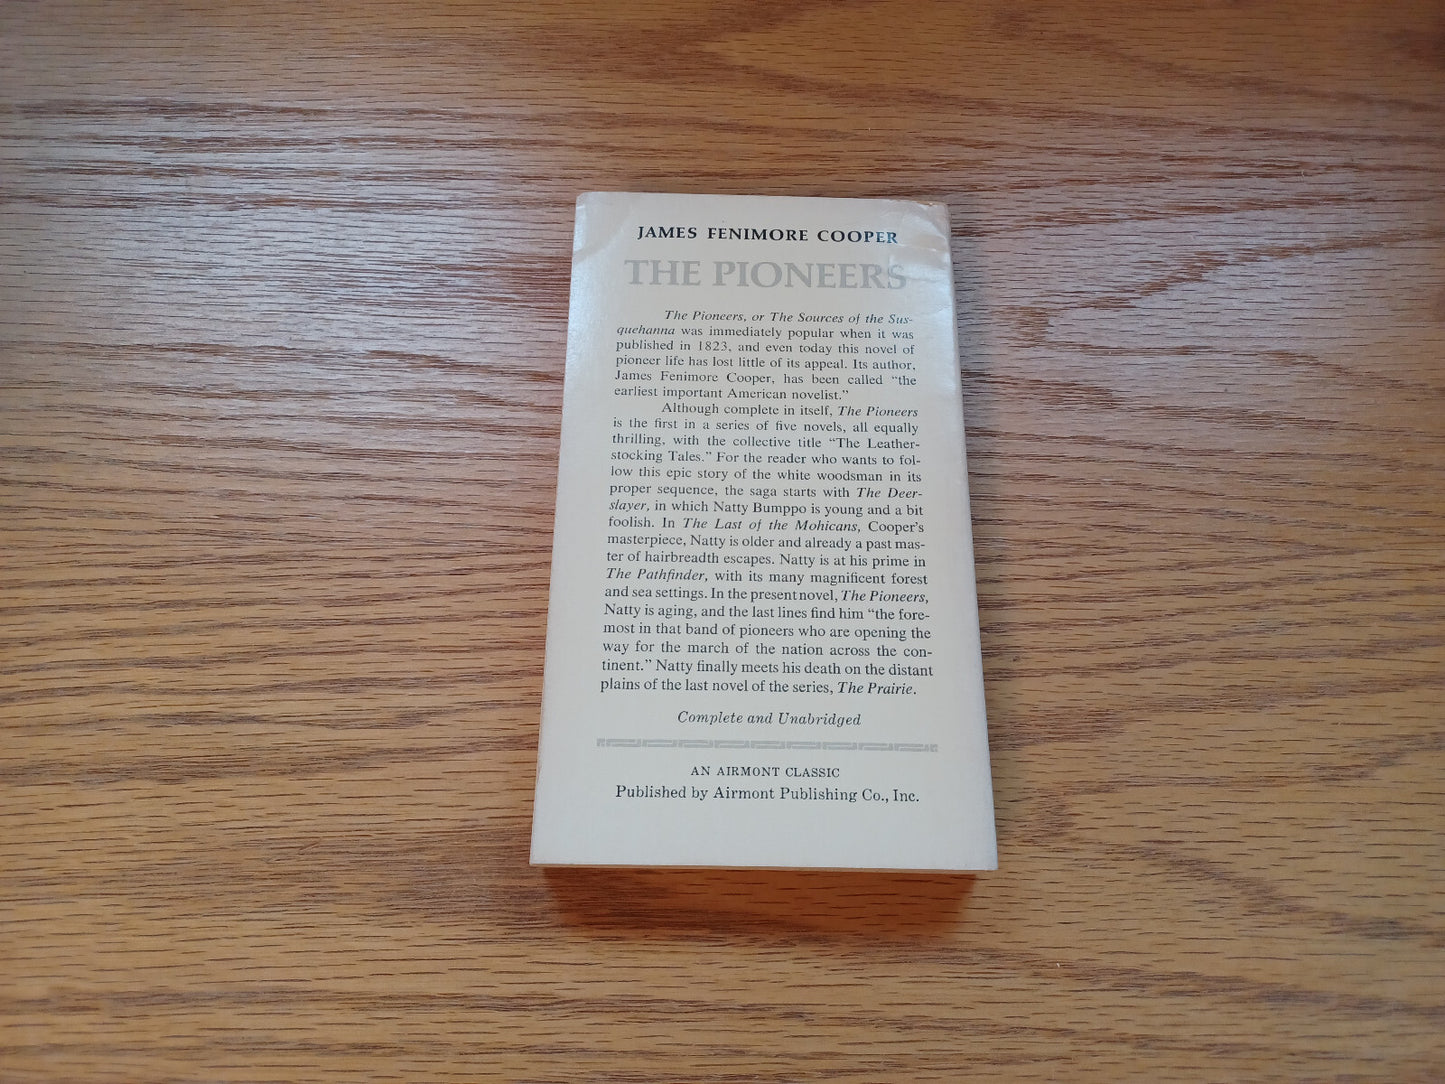 JAMES FENIMORE COOPER
THE PIONEERS
The Pioneers, or The Sources of the Sus-
quehanna was immediately popular when it was
published in 1823, and even today this novel of
pioneer life has lost little of its appeal. Its author,
James Fenimore Cooper, has been called “the
earliest important American novelist.”
Although complete in itself, The Pioneers
is the first in a series of five novels, all equally
thrilling, with the collective title “The Leather-
stocking Tales.” For the reader who wants to fol-
low this epic story of the white woodsman in its
proper sequence, the saga starts with The Deer-
slayer, in which Natty Bumppo is young and a bit
foolish. In The Last of the Mohicans, Cooper’s
masterpiece, Natty is older and already a past mas-
ter of hairbreadth escapes. Natty is at his prime in
The Pathfinder, with its many magnificent forest
and sea settings. In the present novel, The Pioneers,
Natty is aging, and the last lines find him “the fore-
most in that band of pioneers who are opening the
way for the march of the nation across the con-
tinent.” Natty finally meets his death on the distant
plains of the last novel of the series, The Prairie.
Complete and Unabridged
AN AIRMONT CLASSIC
Published by Airmont Publishing Co., Inc.